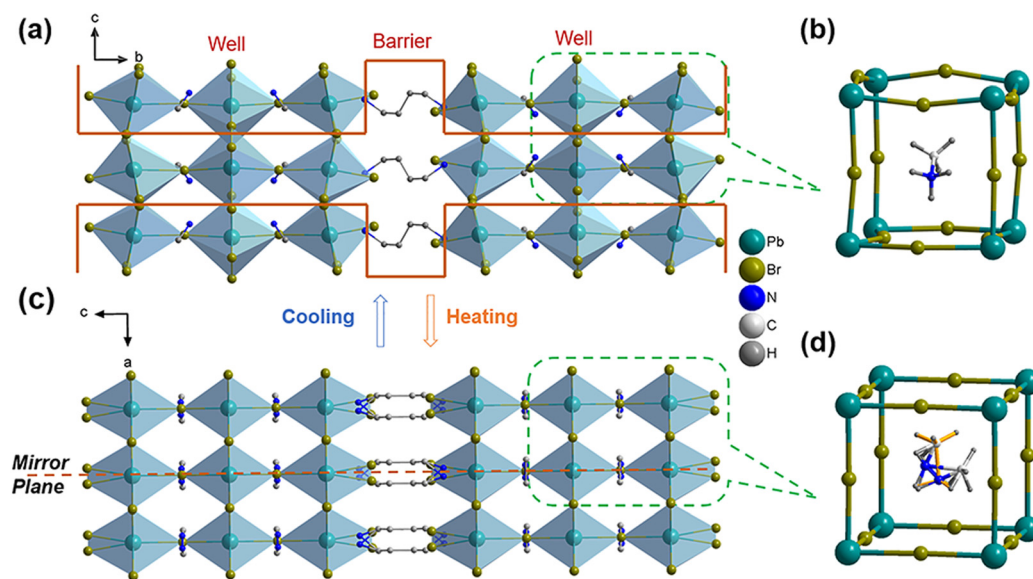 (a)
c
b
Well
Barrier
Well
(b)
Pb
Br
N
C
H
Cooling
Heating
(c)
c
a
Mirror
Plane
(d)